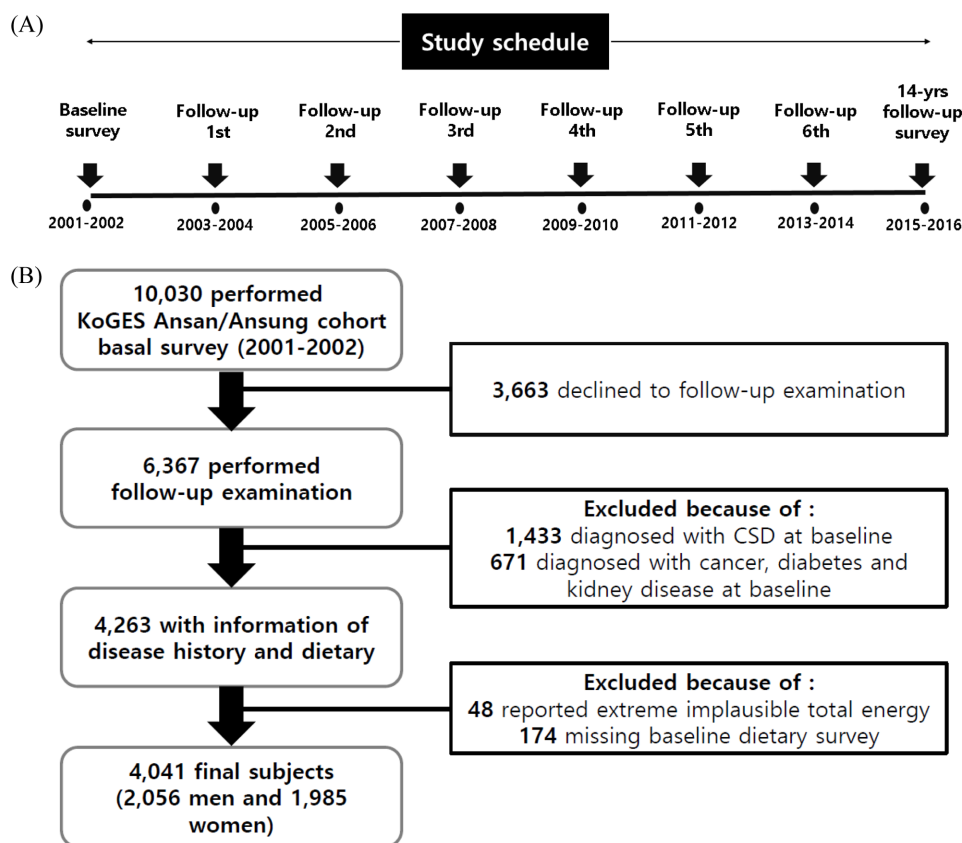 (A)
Study schedule
Baseline survey
Follow-up 1st
Follow-up 2nd
Follow-up 3rd
Follow-up 4th
Follow-up 5th
Follow-up 6th
14-yrs follow-up survey
2001-2002
2003-2004
2005-2006
2007-2008
2009-2010
2011-2012
2013-2014
2015-2016
(B)
10,030 performed
KoGES Ansan/Ansung cohort
basal survey (2001-2002)
3,663 declined to follow-up examination
6,367 performed
follow-up examination
Excluded because of :
1,433 diagnosed with CSD at baseline
671 diagnosed with cancer, diabetes and
kidney disease at baseline
4,263 with information of
disease history and dietary
Excluded because of :
48 reported extreme implausible total energy
174 missing baseline dietary survey
4,041 final subjects
(2,056 men and 1,985
women)